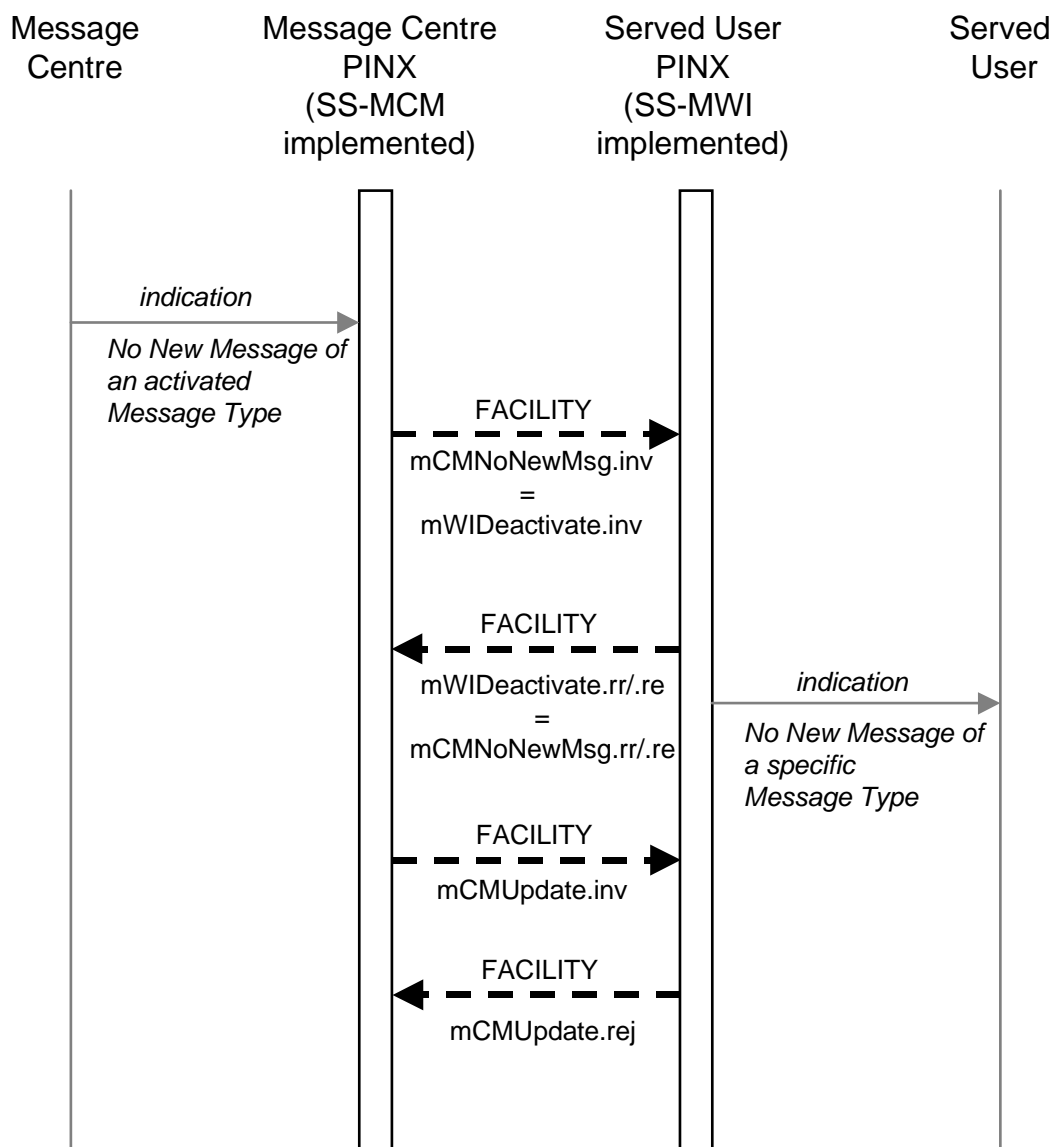 Message
Centre
Message Centre
PINX
(SS-MCM
implemented)
Served User
PINX
(SS-MWI
implemented)
Served
User
indication
No New Message of
an activated
Message Type
FACILITY
mCMNoNewMsg.inv
=
mWIDeactivate.inv
FACILITY
mWIDeactivate.rr/.re
=
mCMNoNewMsg.rr/.re
indication
No New Message of
a specific
Message Type
FACILITY
mCMUpdate.inv
FACILITY
mCMUpdate.rej